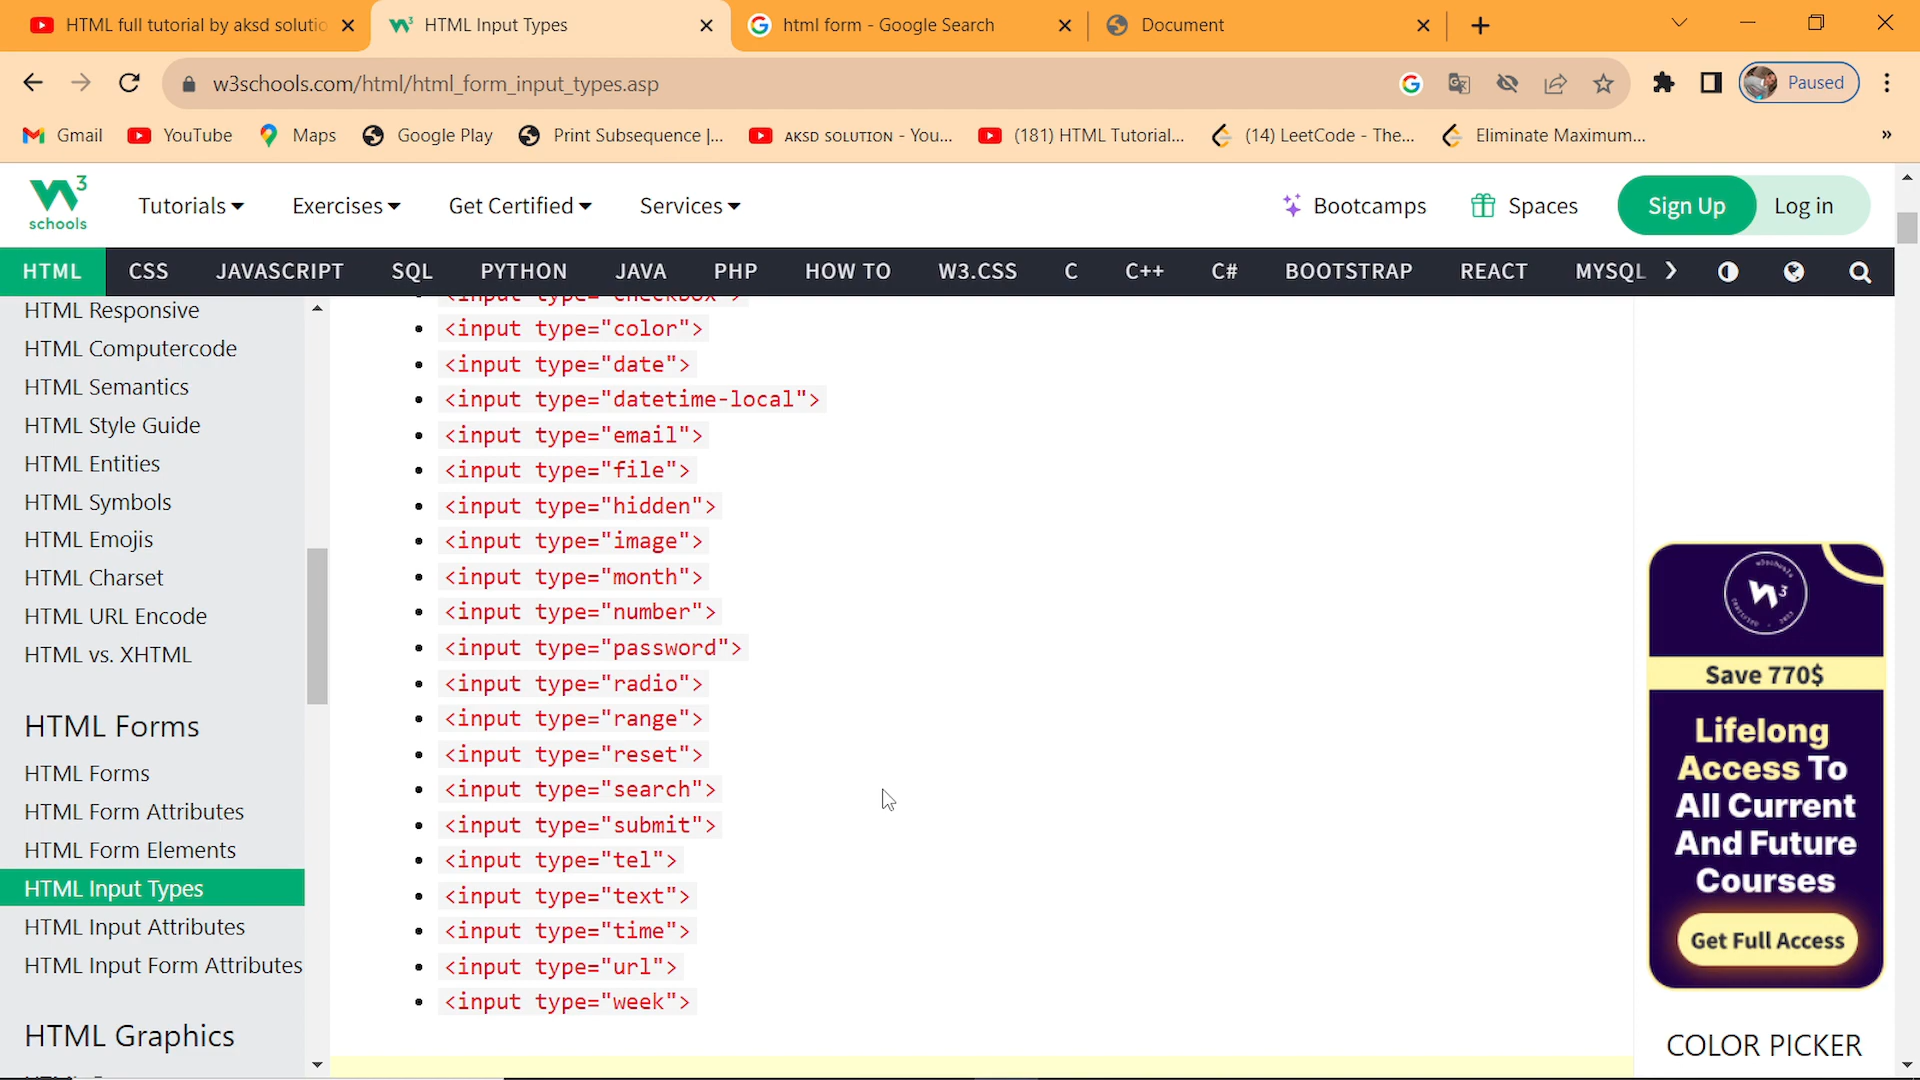 HTML full tutorial by aksd solutio
HTML Input Types
html form - Google Search
Document
w3schools.com/html/html_form_input_types.asp
Paused
Gmail
YouTube
Maps
Google Play
Print Subsequence |...
AKSD SOLUTION - You...
(181) HTML Tutorial...
(14) LeetCode - The...
Eliminate Maximum...
»
W3 schools
Tutorials
Exercises
Get Certified
Services
Bootcamps
Spaces
Sign Up
Log in
HTML
CSS
JAVASCRIPT
SQL
PYTHON
JAVA
PHP
HOW TO
W3.CSS
C
C++
C#
BOOTSTRAP
REACT
MYSQL
HTML Responsive
HTML Computercode
HTML Semantics
HTML Style Guide
HTML Entities
HTML Symbols
HTML Emojis
HTML Charset
HTML URL Encode
HTML vs. XHTML
HTML Forms
HTML Forms
HTML Form Attributes
HTML Form Elements
HTML Input Types
HTML Input Attributes
HTML Input Form Attributes
HTML Graphics
<input type="checkbox">
<input type="color">
<input type="date">
<input type="datetime-local">
<input type="email">
<input type="file">
<input type="hidden">
<input type="image">
<input type="month">
<input type="number">
<input type="password">
<input type="radio">
<input type="range">
<input type="reset">
<input type="search">
<input type="submit">
<input type="tel">
<input type="text">
<input type="time">
<input type="url">
<input type="week">
Save 770$
Lifelong
Access To
All Current
And Future
Courses
Get Full Access
COLOR PICKER